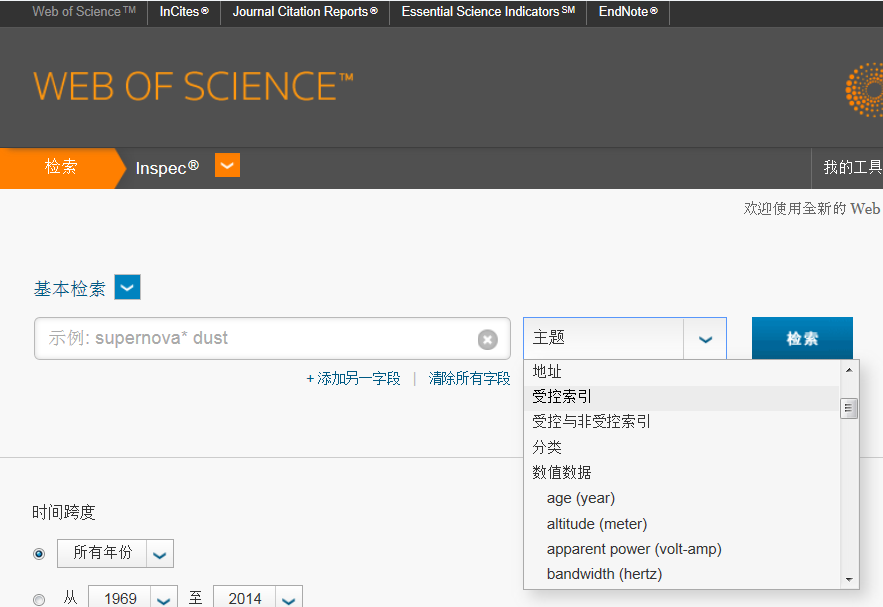 Web of Science™ InCites® Journal Citation Reports® Essential Science Indicators℠ EndNote®
WEB OF SCIENCE™
检索 Inspec® 我的工具
欢迎使用全新的 Web
基本检索
示例: supernova* dust 主题 检索
+ 添加另一字段 | 清除所有字段
地址
受控索引
受控与非受控索引
分类
数值数据
age (year)
altitude (meter)
apparent power (volt-amp)
bandwidth (hertz)
时间跨度
所有年份
从 1969 至 2014